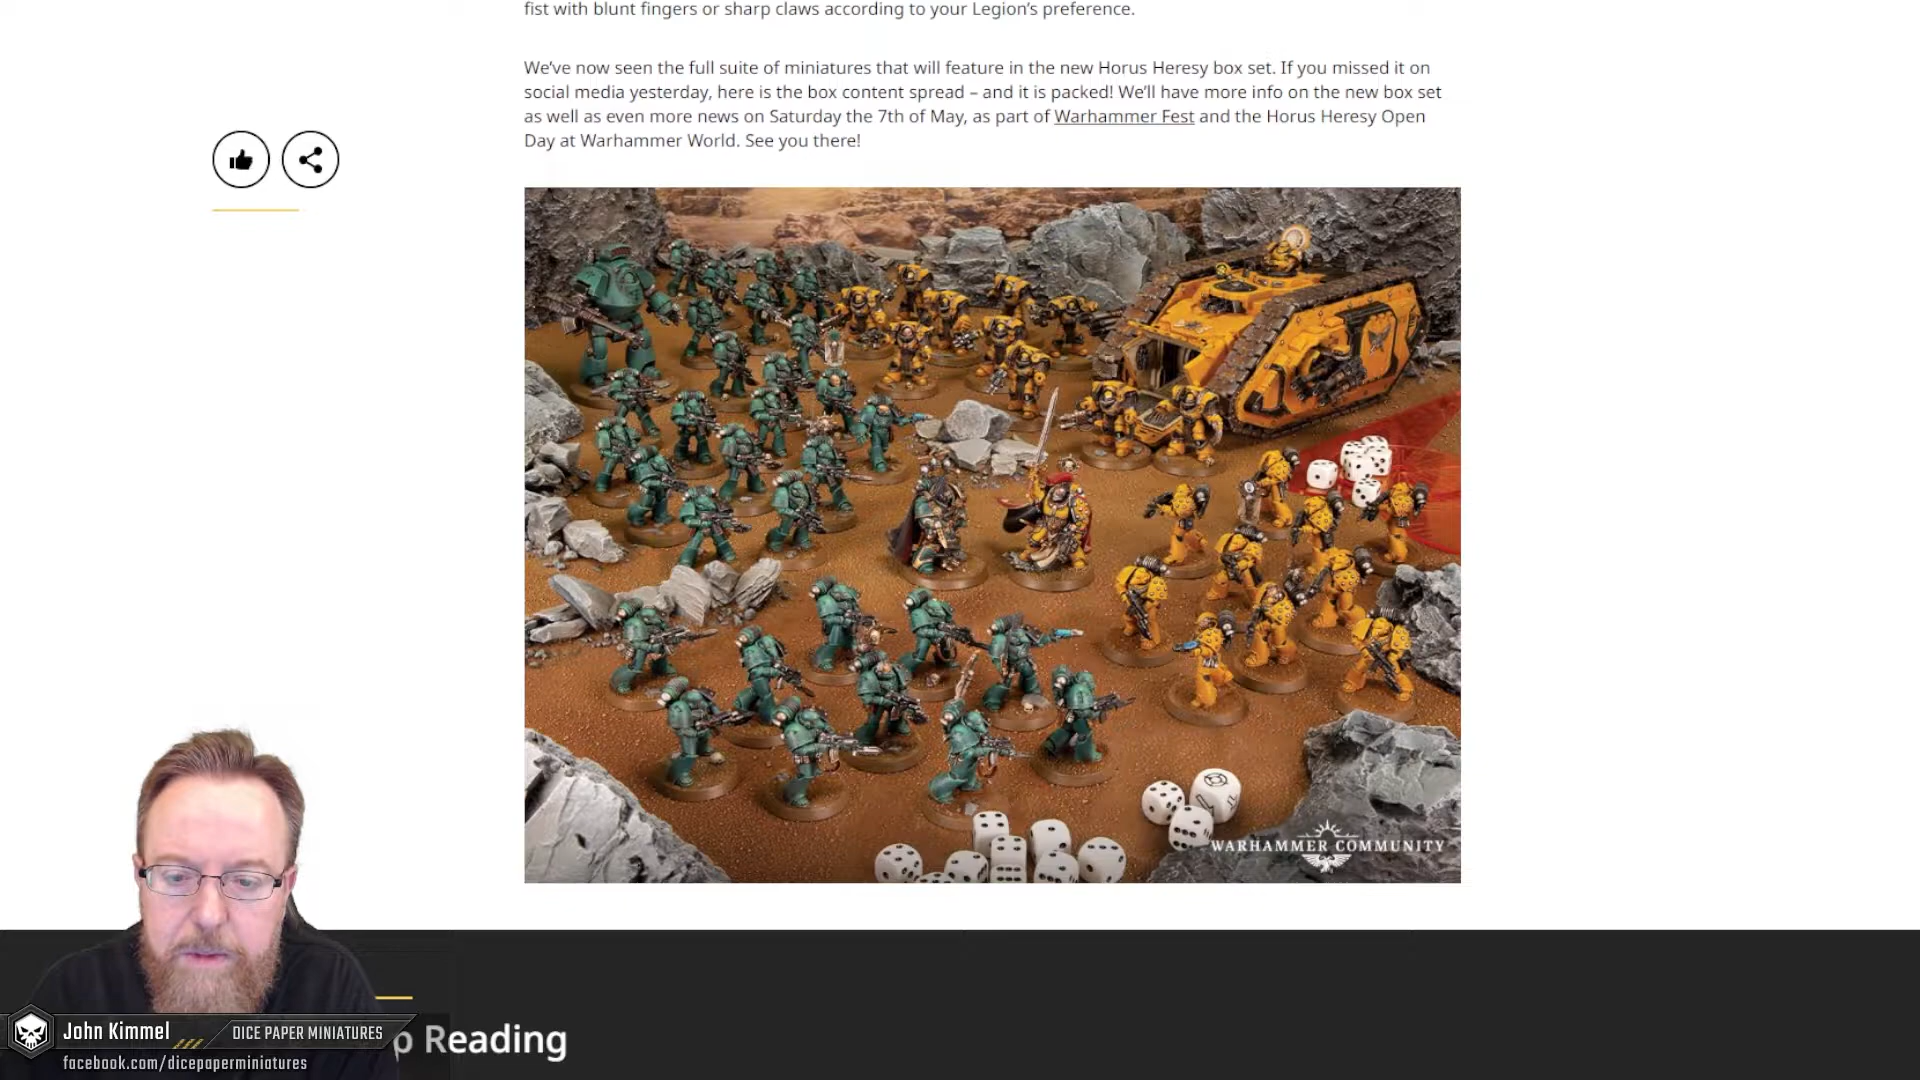 fist with blunt fingers or sharp claws according to your Legion’s preference.
We’ve now seen the full suite of miniatures that will feature in the new Horus Heresy box set. If you missed it on
social media yesterday, here is the box content spread – and it is packed! We’ll have more info on the new box set
as well as even more news on Saturday the 7th of May, as part of Warhammer Fest and the Horus Heresy Open
Day at Warhammer World. See you there!
WARHAMMER COMMUNITY
p Reading
John Kimmel
DICE PAPER MINIATURES
facebook.com/dicepaperminiatures